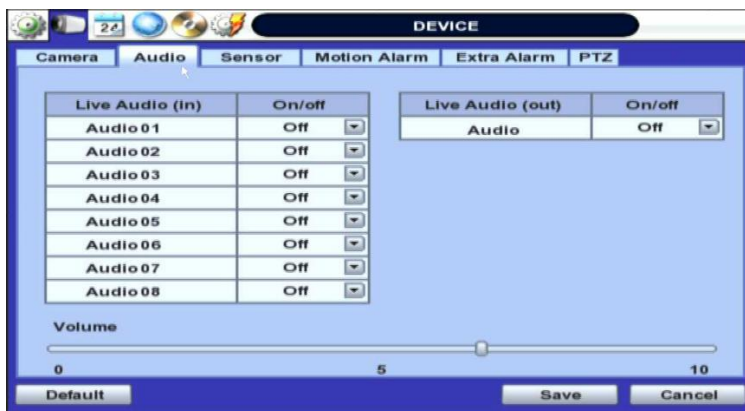 DEVICE
Camera Audio Sensor Motion Alarm Extra Alarm PTZ
Live Audio (in) On/off Live Audio (out) On/off
Audio01 Off Audio Off
Audio02 Off
Audio03 Off
Audio04 Off
Audio05 Off
Audio06 Off
Audio07 Off
Audio08 Off
Volume
0 5 10
Default Save Cancel